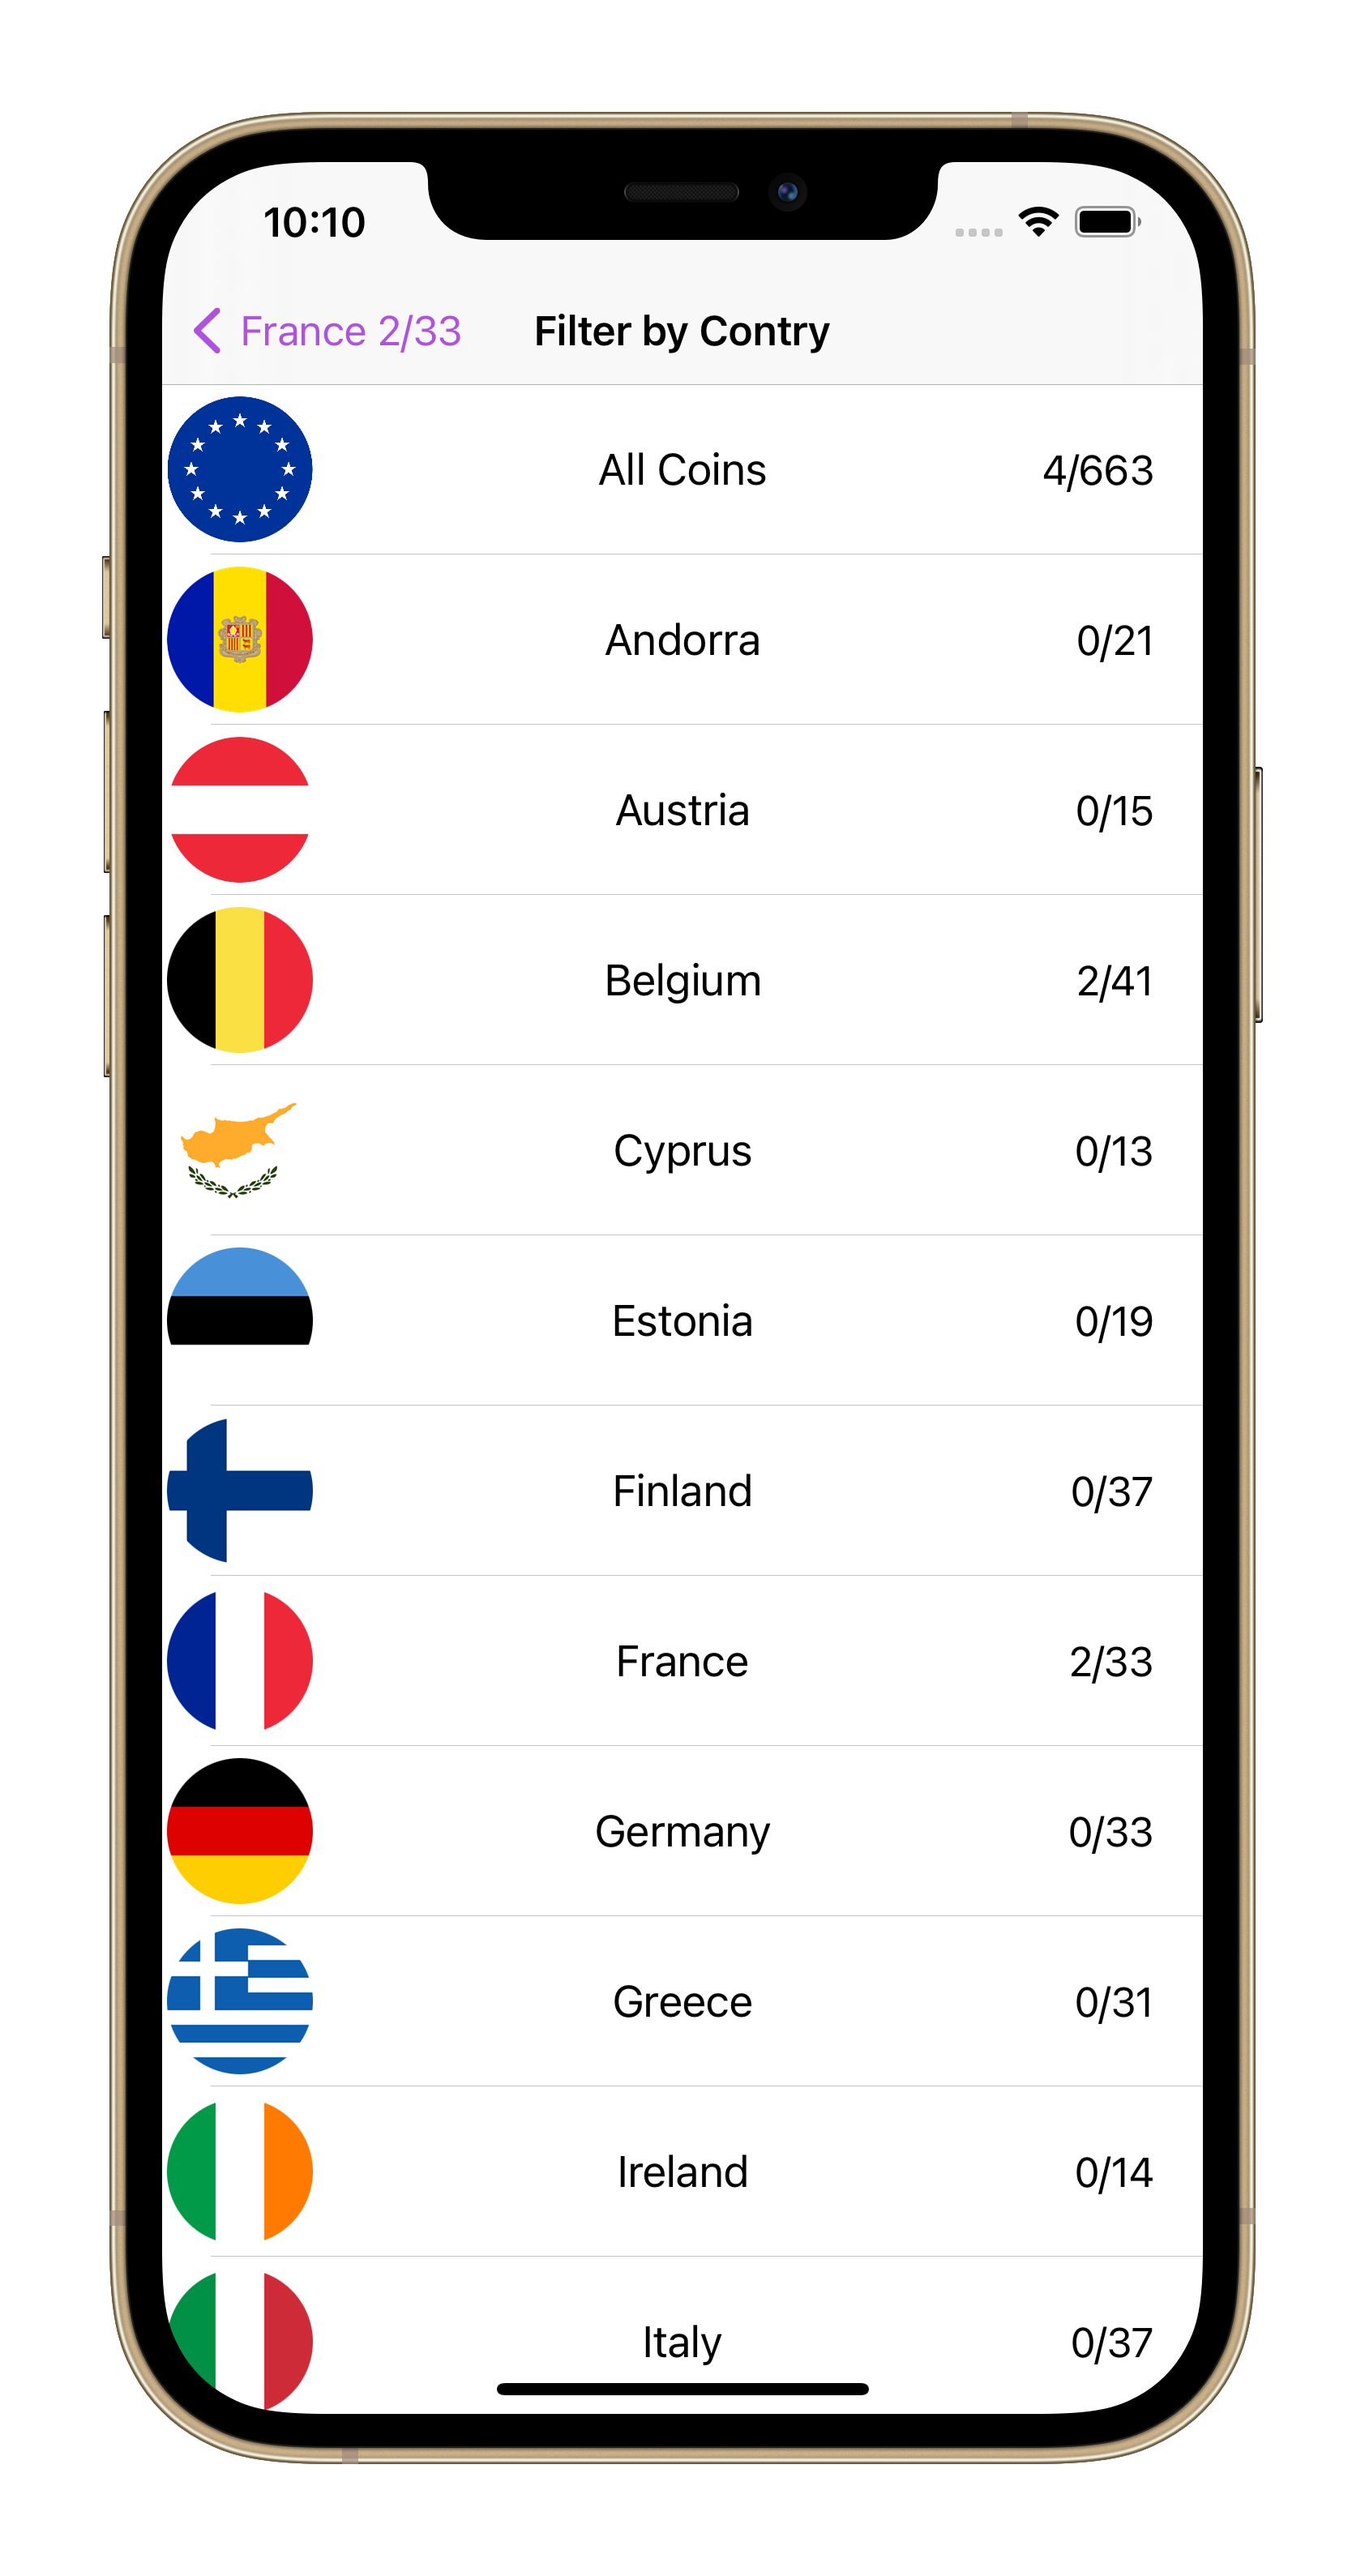 10:10
France 2/33 Filter by Contry
All Coins 4/663
Andorra 0/21
Austria 0/15
Belgium 2/41
Cyprus 0/13
Estonia 0/19
Finland 0/37
France 2/33
Germany 0/33
Greece 0/31
Ireland 0/14
Italy 0/37